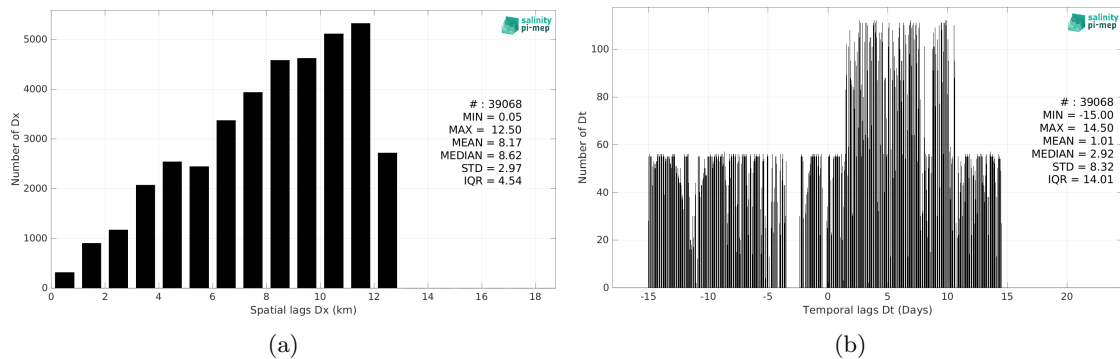 salinity
pi-mep
5000
4000
3000
2000
1000
0
Number of Dx
# : 39068
MIN = 0.05
MAX = 12.50
MEAN = 8.17
MEDIAN = 8.62
STD = 2.97
IQR = 4.54
0 2 4 6 8 10 12 14 16 18
Spatial lags Dx (km)
(a)
salinity
pi-mep
100
80
60
40
20
0
Number of Dt
# : 39068
MIN = -15.00
MAX = 14.50
MEAN = 1.01
MEDIAN = 2.92
STD = 8.32
IQR = 14.01
-15 -10 -5 0 5 10 15 20
Temporal lags Dt (Days)
(b)